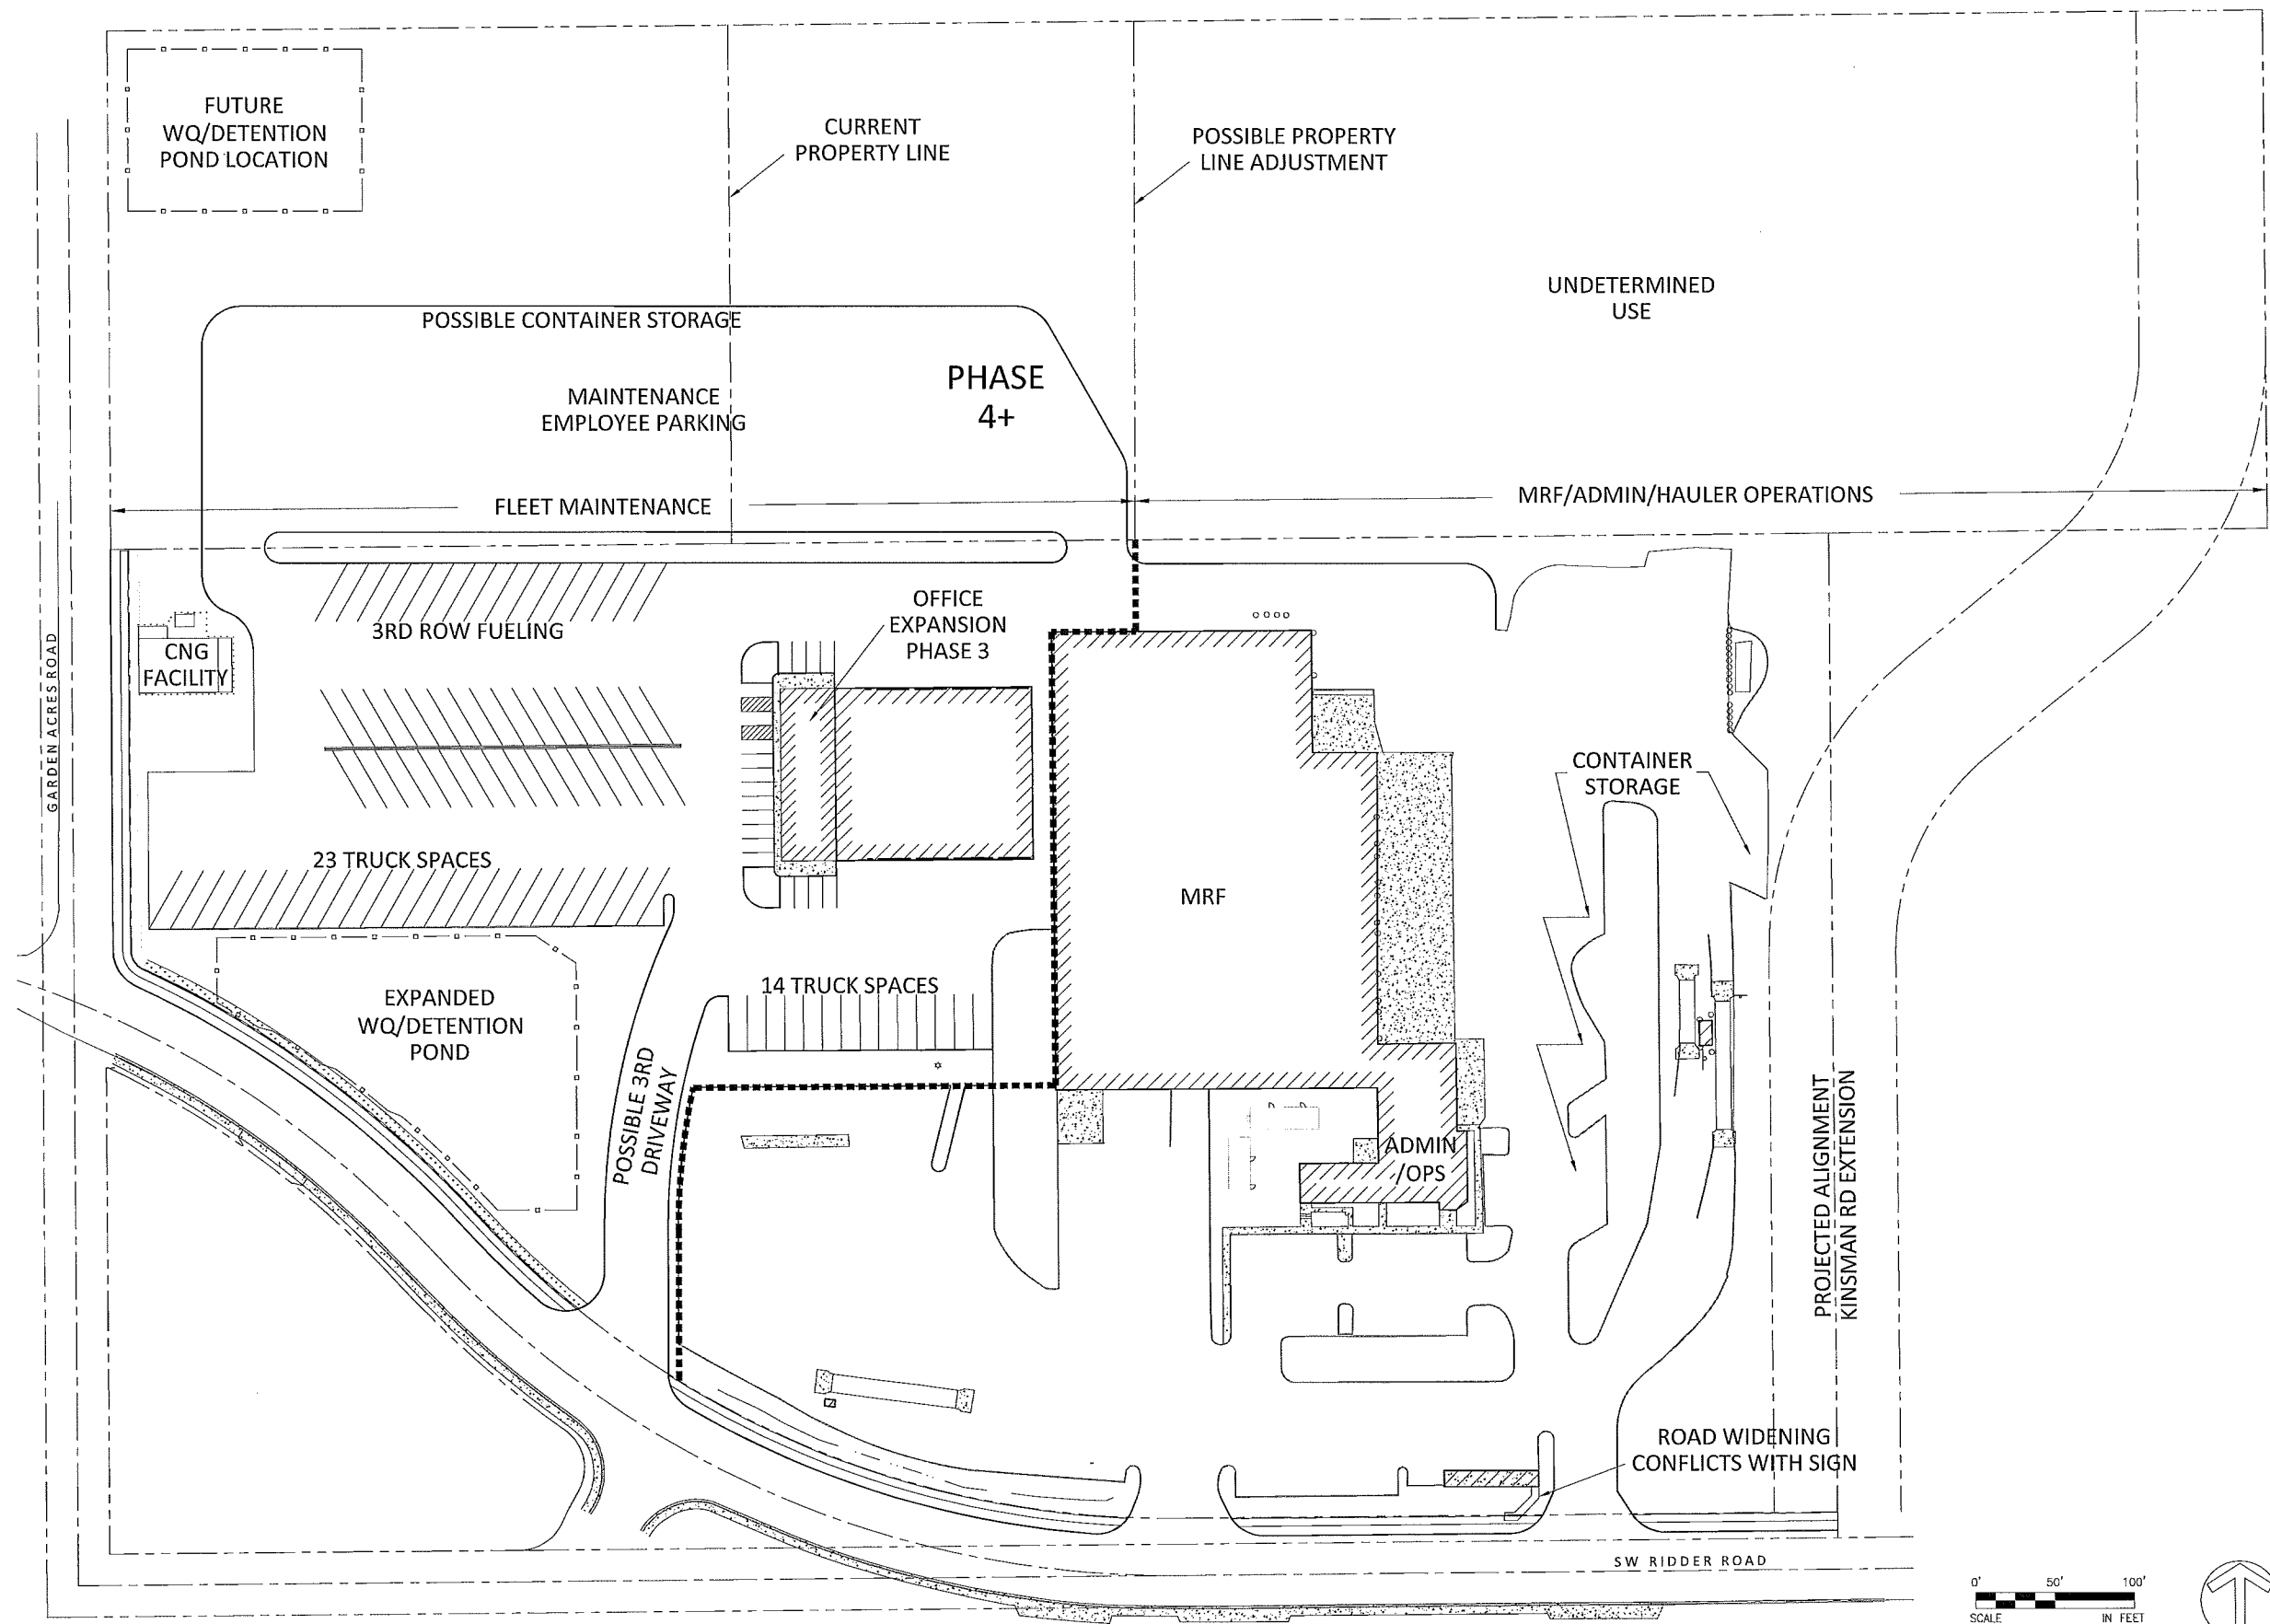 FUTURE
WQ/DETENTION
POND LOCATION
CURRENT
PROPERTY LINE
POSSIBLE PROPERTY
LINE ADJUSTMENT
UNDETERMINED
USE
POSSIBLE CONTAINER STORAGE
PHASE
4+
MAINTENANCE
EMPLOYEE PARKING
FLEET MAINTENANCE
MRF/ADMIN/HAULER OPERATIONS
OFFICE
EXPANSION
PHASE 3
3RD ROW FUELING
CNG
FACILITY
GARDEN ACRES ROAD
CONTAINER
STORAGE
23 TRUCK SPACES
MRF
14 TRUCK SPACES
EXPANDED
WQ/DETENTION
POND
POSSIBLE 3RD
DRIVEWAY
ADMIN
/OPS
PROJECTED ALIGNMENT
KINSMAN RD EXTENSION
ROAD WIDENING
CONFLICTS WITH SIGN
SW RIDDER ROAD
0' 50' 100'
SCALE IN FEET